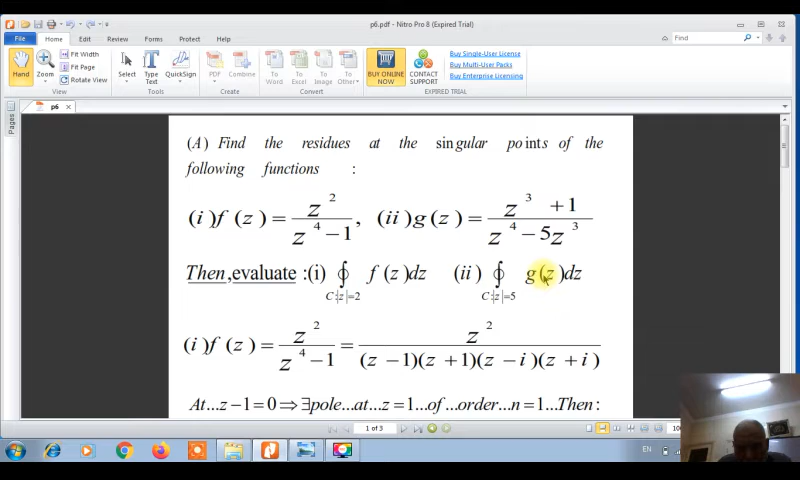 p6.pdf - Nitro Pro 8 (Expired Trial)
File Home Review Forms Protect Help Find
Hand Zoom Fit Width Fit Page Rotate View Select Type Text QuickSign PDF Combine To Word To Excel To Image To Other BUY ONLINE NOW CONTACT SUPPORT Buy Single-User License Buy Multi-User Packs Buy Enterprise Licensing
View Tools Create Convert EXPIRED TRIAL
p6
Pages
(A) Find the residues at the singular points of the
following functions :
(i) f(z) = z^2 / (z^4 − 1), (ii) g(z) = (z^3 + 1) / (z^4 − 5z^3)
Then, evaluate : (i) ∮ C:|z|=2 f(z)dz (ii) ∮ C:|z|=5 g(z)dz
(i) f(z) = z^2 / (z^4 − 1) = z^2 / ((z − 1)(z + 1)(z − i)(z + i))
At...z − 1 = 0 ⇒ ∃pole...at...z = 1...of...order...n = 1...Then :
1 of 3
EN